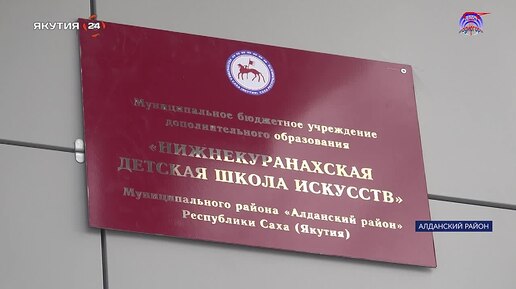 ЯКУТИЯ 24
Муниципальное бюджетное учреждение
дополнительного образования
«НИЖНЕКУРАНАХСКАЯ
ДЕТСКАЯ ШКОЛА ИСКУССТВ»
Муниципального района «Алданский район»
Республики Саха (Якутия)
АЛДАНСКИЙ РАЙОН